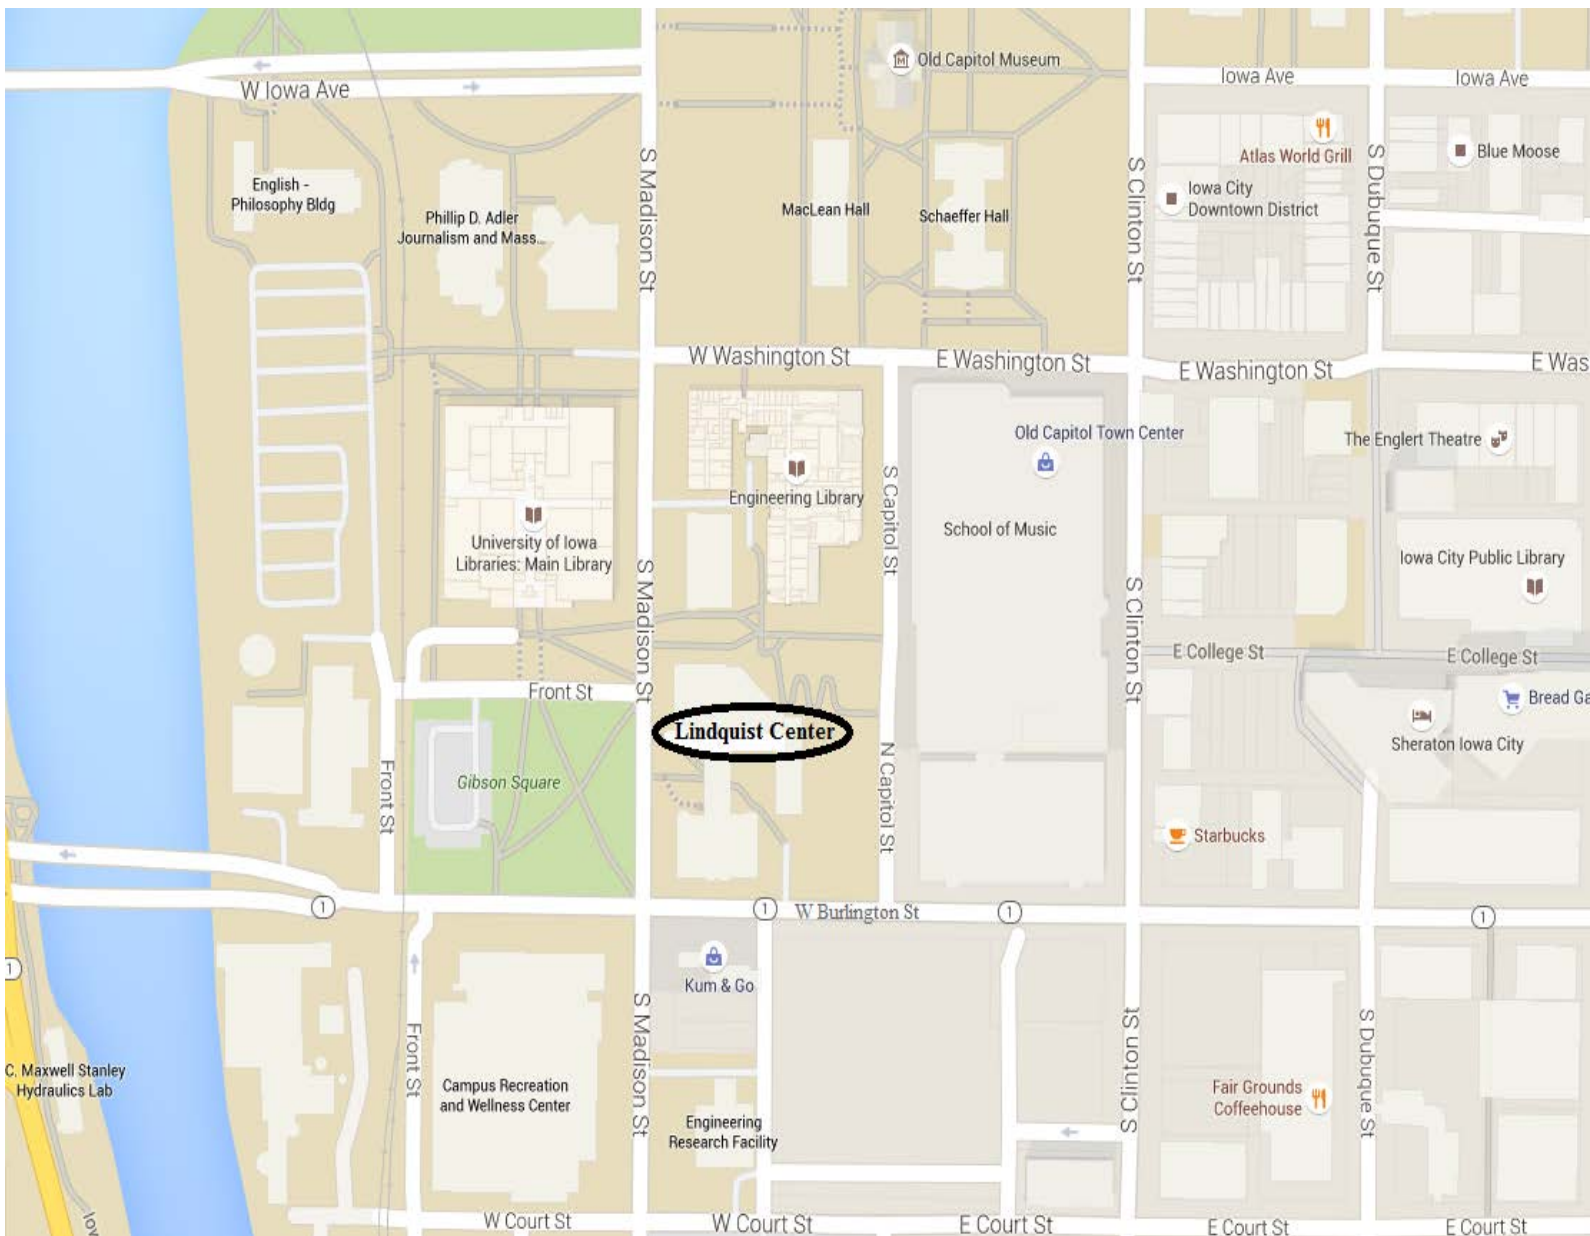 Old Capitol Museum
Iowa Ave
Iowa Ave
W Iowa Ave
Atlas World Grill
Blue Moose
S Madison St
S Clinton St
S Dubuque St
English -
Philosophy Bldg
Phillip D. Adler
Journalism and Mass...
MacLean Hall
Schaeffer Hall
Iowa City
Downtown District
W Washington St
E Washington St
E Washington St
E Was
Old Capitol Town Center
The Englert Theatre
Engineering Library
S Capitol St
School of Music
University of Iowa
Libraries: Main Library
Iowa City Public Library
S Madison St
S Clinton St
E College St
E College St
Front St
Lindquist Center
Bread Ga
Sheraton Iowa City
Gibson Square
Front St
N Capitol St
Starbucks
1
1
W Burlington St
1
1
1
Kum & Go
S Madison St
S Clinton St
S Dubuque St
Front St
C. Maxwell Stanley
Hydraulics Lab
Campus Recreation
and Wellness Center
Engineering
Research Facility
Fair Grounds
Coffeehouse
Iow
W Court St
W Court St
E Court St
E Court St
E Court St